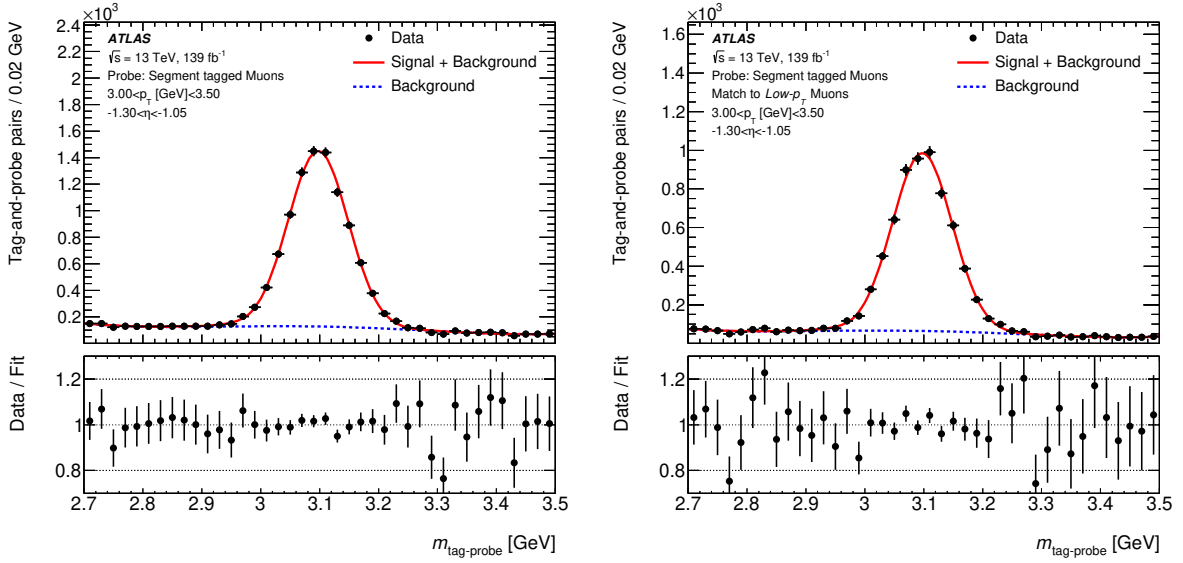 ×10³
2.4
2.2
2
1.8
1.6
1.4
1.2
1
0.8
0.6
0.4
0.2
Tag-and-probe pairs / 0.02 GeV
ATLAS
√s = 13 TeV, 139 fb⁻¹
Probe: Segment tagged Muons
3.00<p_T [GeV]<3.50
-1.30<η<-1.05
Data
Signal + Background
Background
1.2
1
0.8
Data / Fit
2.7 2.8 2.9 3 3.1 3.2 3.3 3.4 3.5
m_tag-probe [GeV]
×10³
1.6
1.4
1.2
1
0.8
0.6
0.4
0.2
Tag-and-probe pairs / 0.02 GeV
ATLAS
√s = 13 TeV, 139 fb⁻¹
Probe: Segment tagged Muons
Match to Low-p_T Muons
3.00<p_T [GeV]<3.50
-1.30<η<-1.05
Data
Signal + Background
Background
1.2
1
0.8
Data / Fit
2.7 2.8 2.9 3 3.1 3.2 3.3 3.4 3.5
m_tag-probe [GeV]